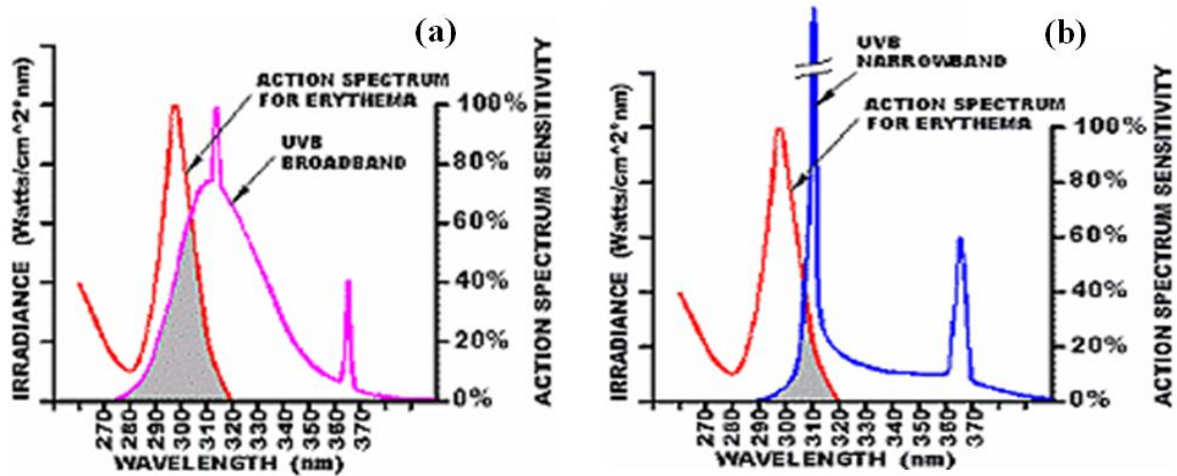 (a)
ACTION SPECTRUM
FOR ERYTHEMA
UVB
BROADBAND
IRRADIANCE (Watts/cm^2*nm)
100%
80%
60%
40%
20%
0%
ACTION SPECTRUM SENSITIVITY
270
280
290
300
310
320
330
340
350
360
370
WAVELENGTH (nm)
(b)
UVB
NARROWBAND
ACTION SPECTRUM
FOR ERYTHEMA
IRRADIANCE (Watts/cm^2*nm)
100%
80%
60%
40%
20%
0%
ACTION SPECTRUM SENSITIVITY
270
280
290
300
310
320
330
340
350
360
370
WAVELENGTH (nm)